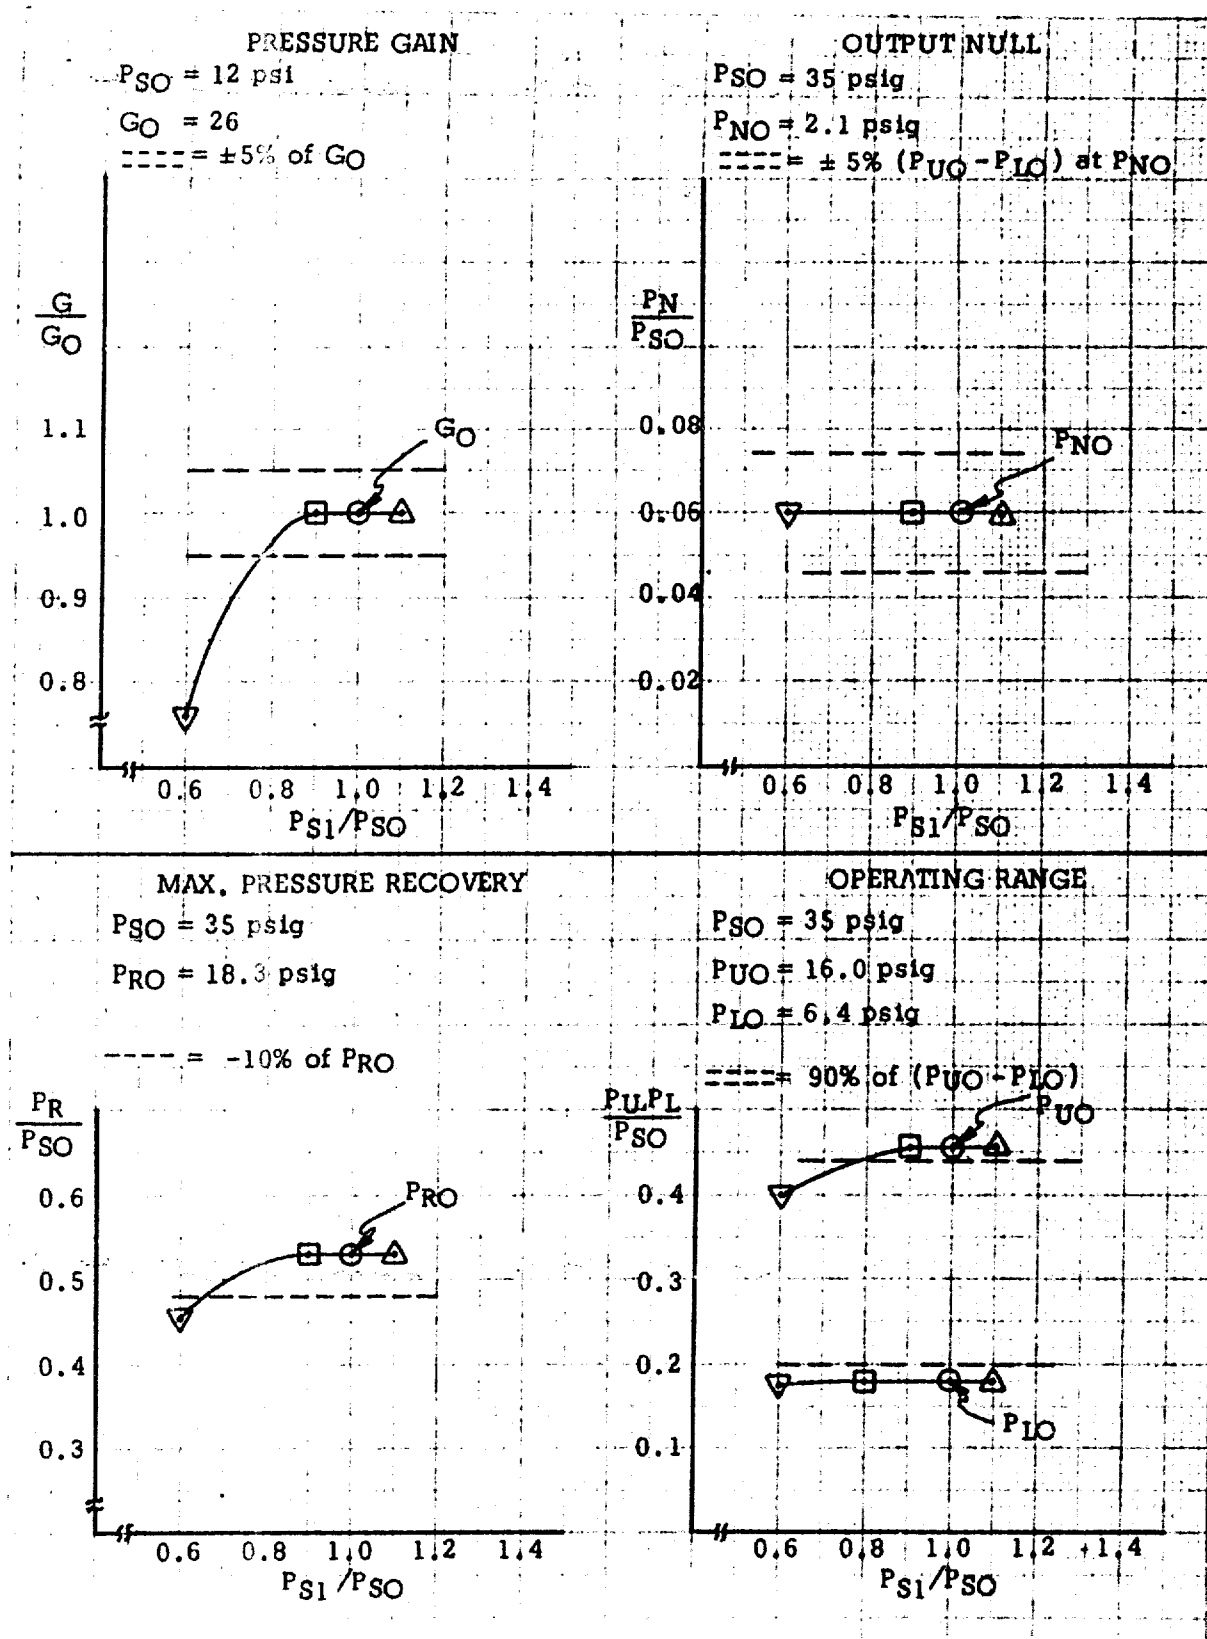 PRESSURE GAIN
PSO = 12 psi
GO = 26
= ±5% of GO
G
GO
1.1
1.0
0.9
0.8
GO
0.6 0.8 1.0 1.2 1.4
PS1/PSO
OUTPUT NULL
PSO = 35 psig
PNO = 2.1 psig
= ±5% (PUO - PLO) at PNO
PN
PSO
0.08
0.06
0.04
0.02
PNO
0.6 0.8 1.0 1.2 1.4
PS1/PSO
MAX. PRESSURE RECOVERY
PSO = 35 psig
PRO = 18.3 psig
---- = -10% of PRO
PR
PSO
0.6
0.5
0.4
0.3
PRO
0.6 0.8 1.0 1.2 1.4
PS1/PSO
OPERATING RANGE
PSO = 35 psig
PUO = 16.0 psig
PLO = 6.4 psig
= 90% of (PUO - PLO)
PU,PL
PSO
0.4
0.3
0.2
0.1
PUO
PLO
0.6 0.8 1.0 1.2 1.4
PS1/PSO